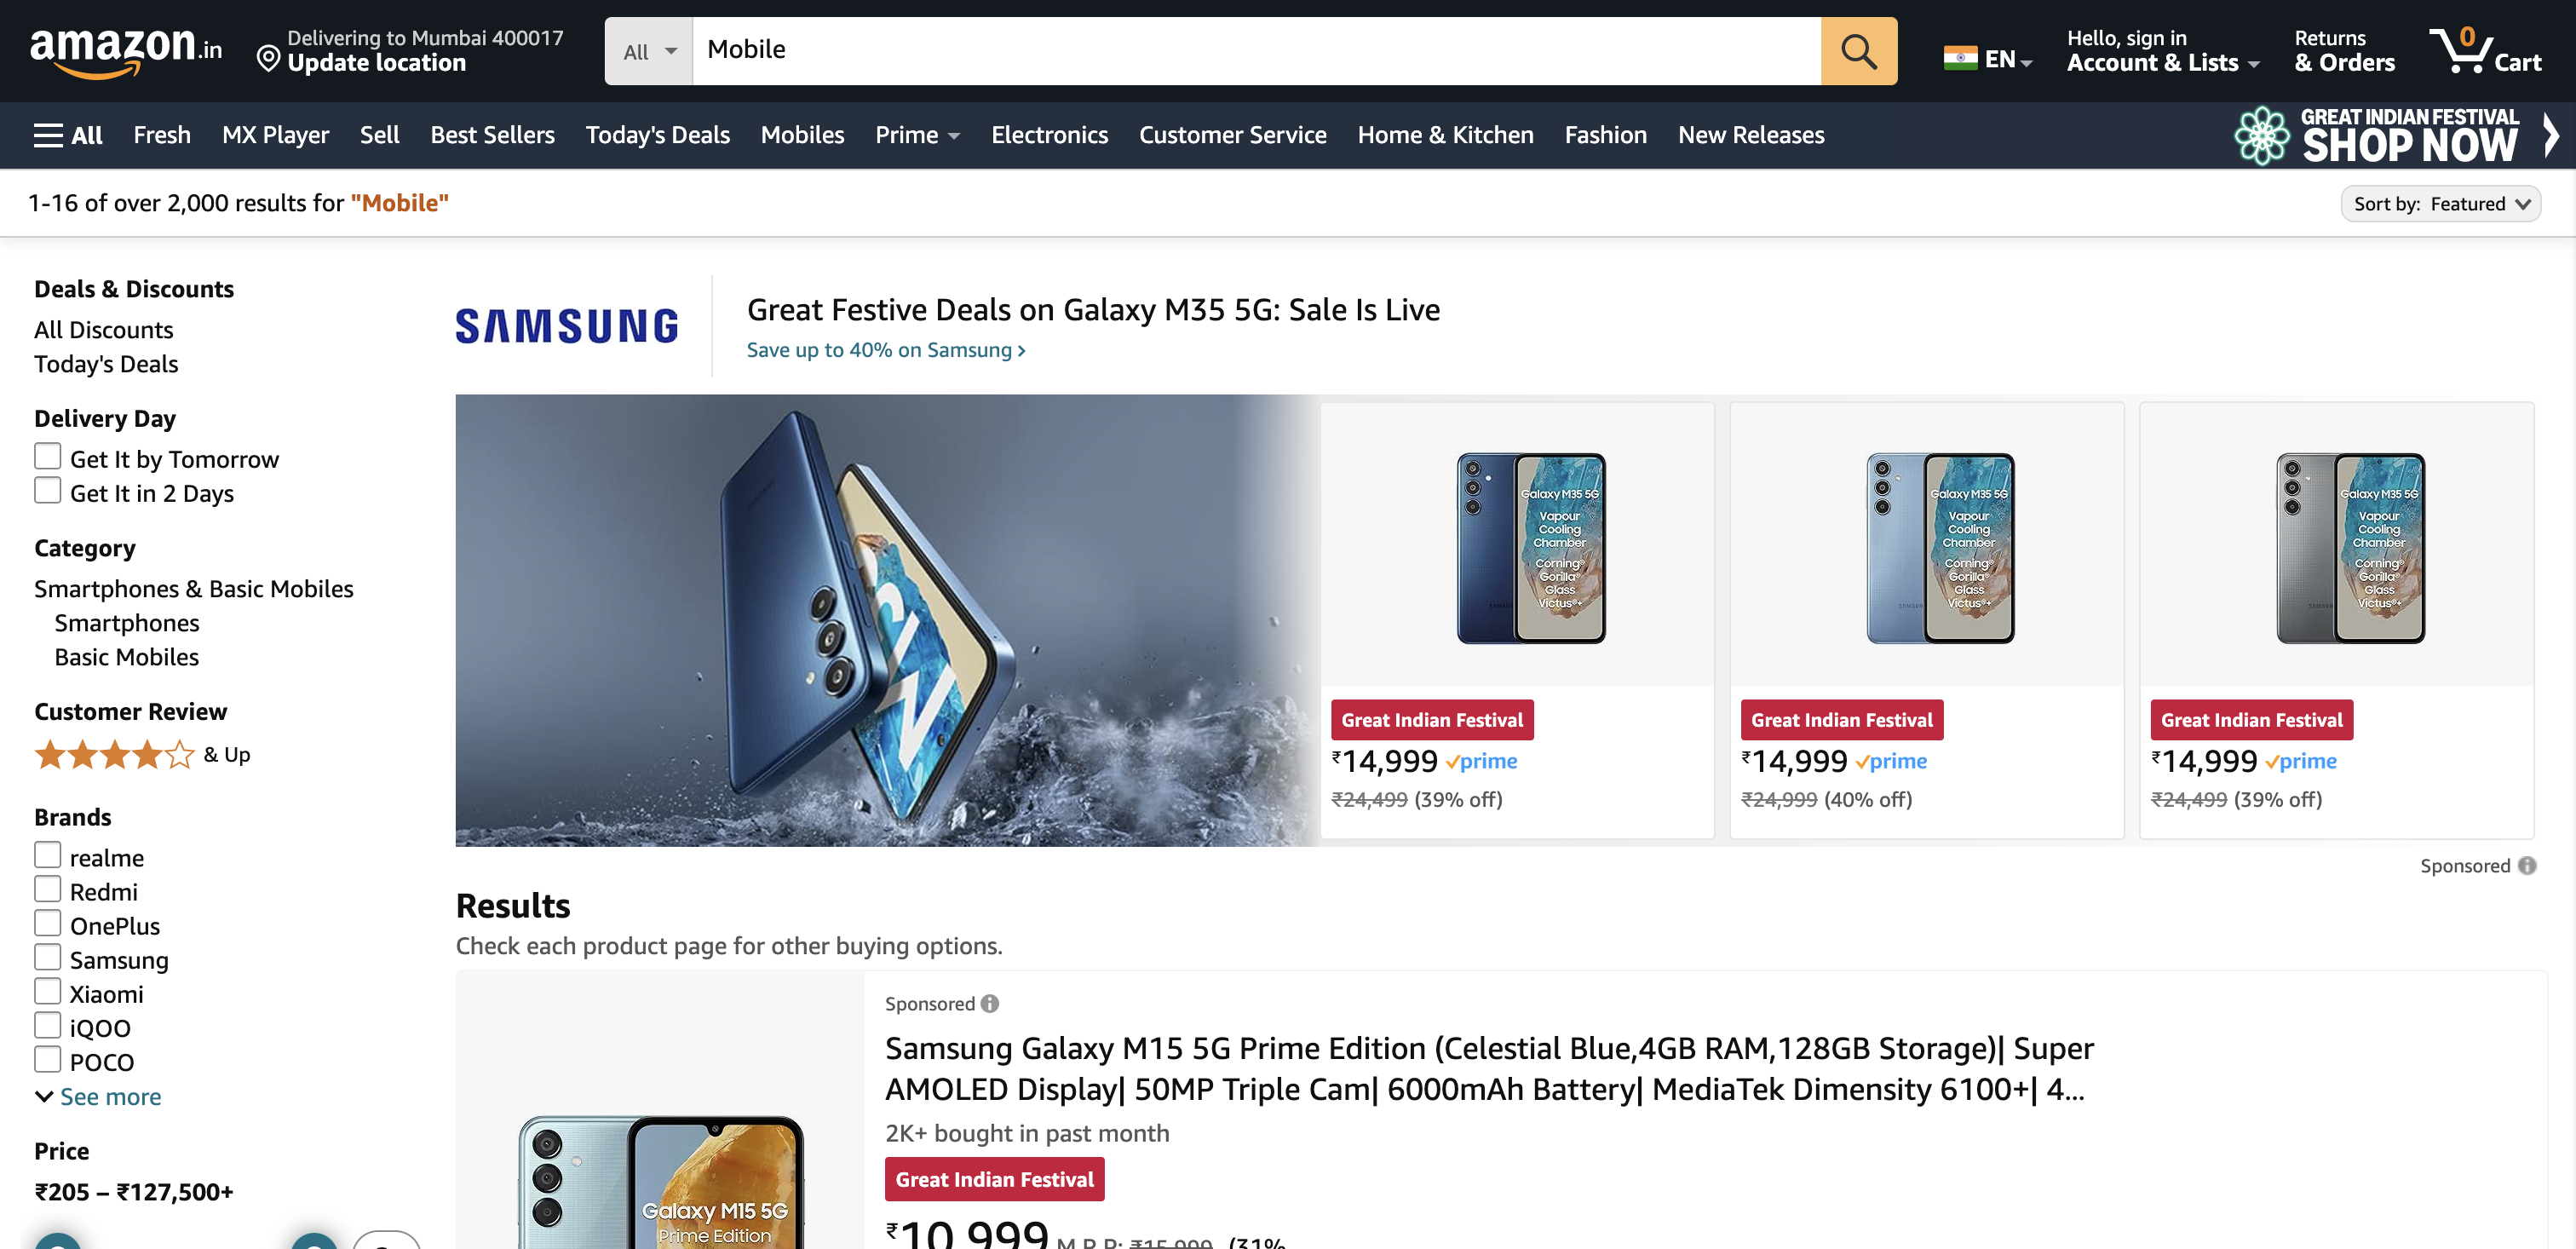 amazon.in
Delivering to Mumbai 400017
Update location
All
Mobile
EN
Hello, sign in
Account & Lists
Returns
& Orders
0
Cart
All
Fresh
MX Player
Sell
Best Sellers
Today's Deals
Mobiles
Prime
Electronics
Customer Service
Home & Kitchen
Fashion
New Releases
GREAT INDIAN FESTIVAL
SHOP NOW
1-16 of over 2,000 results for "Mobile"
Sort by: Featured
Deals & Discounts
All Discounts
Today's Deals
Delivery Day
Get It by Tomorrow
Get It in 2 Days
Category
Smartphones & Basic Mobiles
Smartphones
Basic Mobiles
Customer Review
& Up
Brands
realme
Redmi
OnePlus
Samsung
Xiaomi
iQOO
POCO
See more
Price
₹205 – ₹127,500+
SAMSUNG
Great Festive Deals on Galaxy M35 5G: Sale Is Live
Save up to 40% on Samsung
Galaxy M35 5G
Vapour
Cooling
Chamber
Corning®
Gorilla®
Glass
Victus®+
Great Indian Festival
₹14,999 prime
₹24,499 (39% off)
Galaxy M35 5G
Vapour
Cooling
Chamber
Corning®
Gorilla®
Glass
Victus®+
Great Indian Festival
₹14,999 prime
₹24,999 (40% off)
Galaxy M35 5G
Vapour
Cooling
Chamber
Corning®
Gorilla®
Glass
Victus®+
Great Indian Festival
₹14,999 prime
₹24,499 (39% off)
Sponsored
Results
Check each product page for other buying options.
Galaxy M15 5G
Prime Edition
Sponsored
Samsung Galaxy M15 5G Prime Edition (Celestial Blue,4GB RAM,128GB Storage)| Super
AMOLED Display| 50MP Triple Cam| 6000mAh Battery| MediaTek Dimensity 6100+| 4...
2K+ bought in past month
Great Indian Festival
₹10,999 M.R.P: ₹15,999 (31%